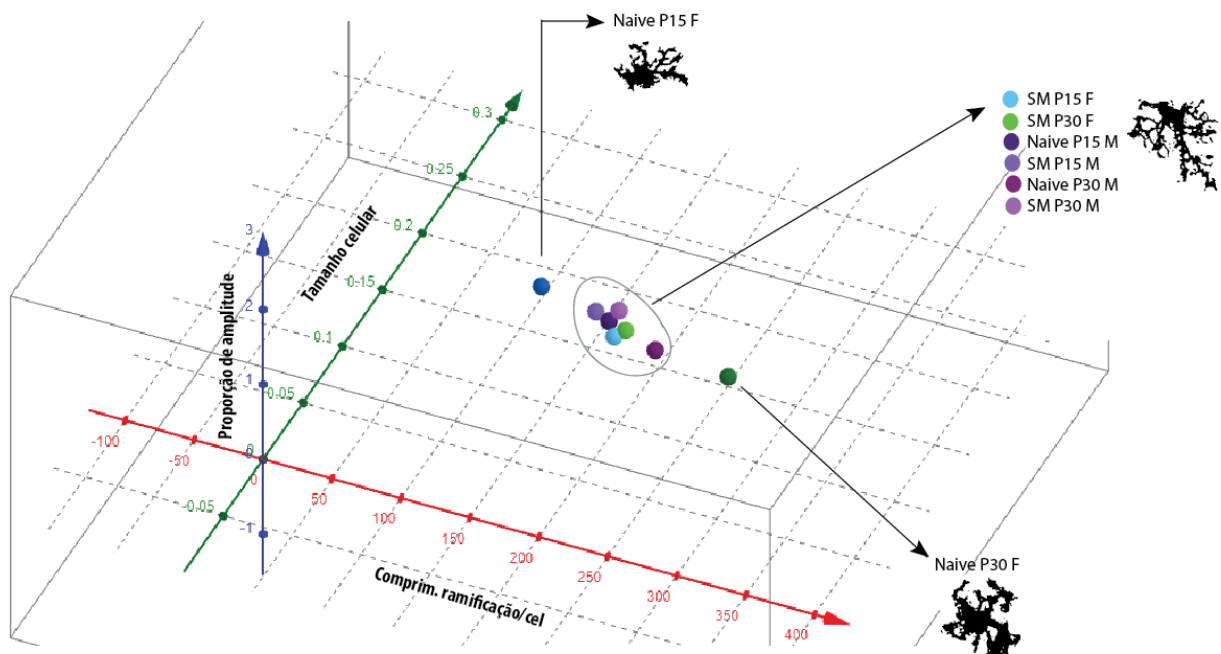 Naive P15 F
SM P15 F
SM P30 F
Naive P15 M
SM P15 M
Naive P30 M
SM P30 M
0.3
0.25
0.2
0.15
0.1
0.05
0
-0.05
Tamanho celular
3
2
1
-1
Proporção de amplitude
-100
-50
0
50
100
150
200
250
300
350
400
Comprim. ramificação/cel
Naive P30 F